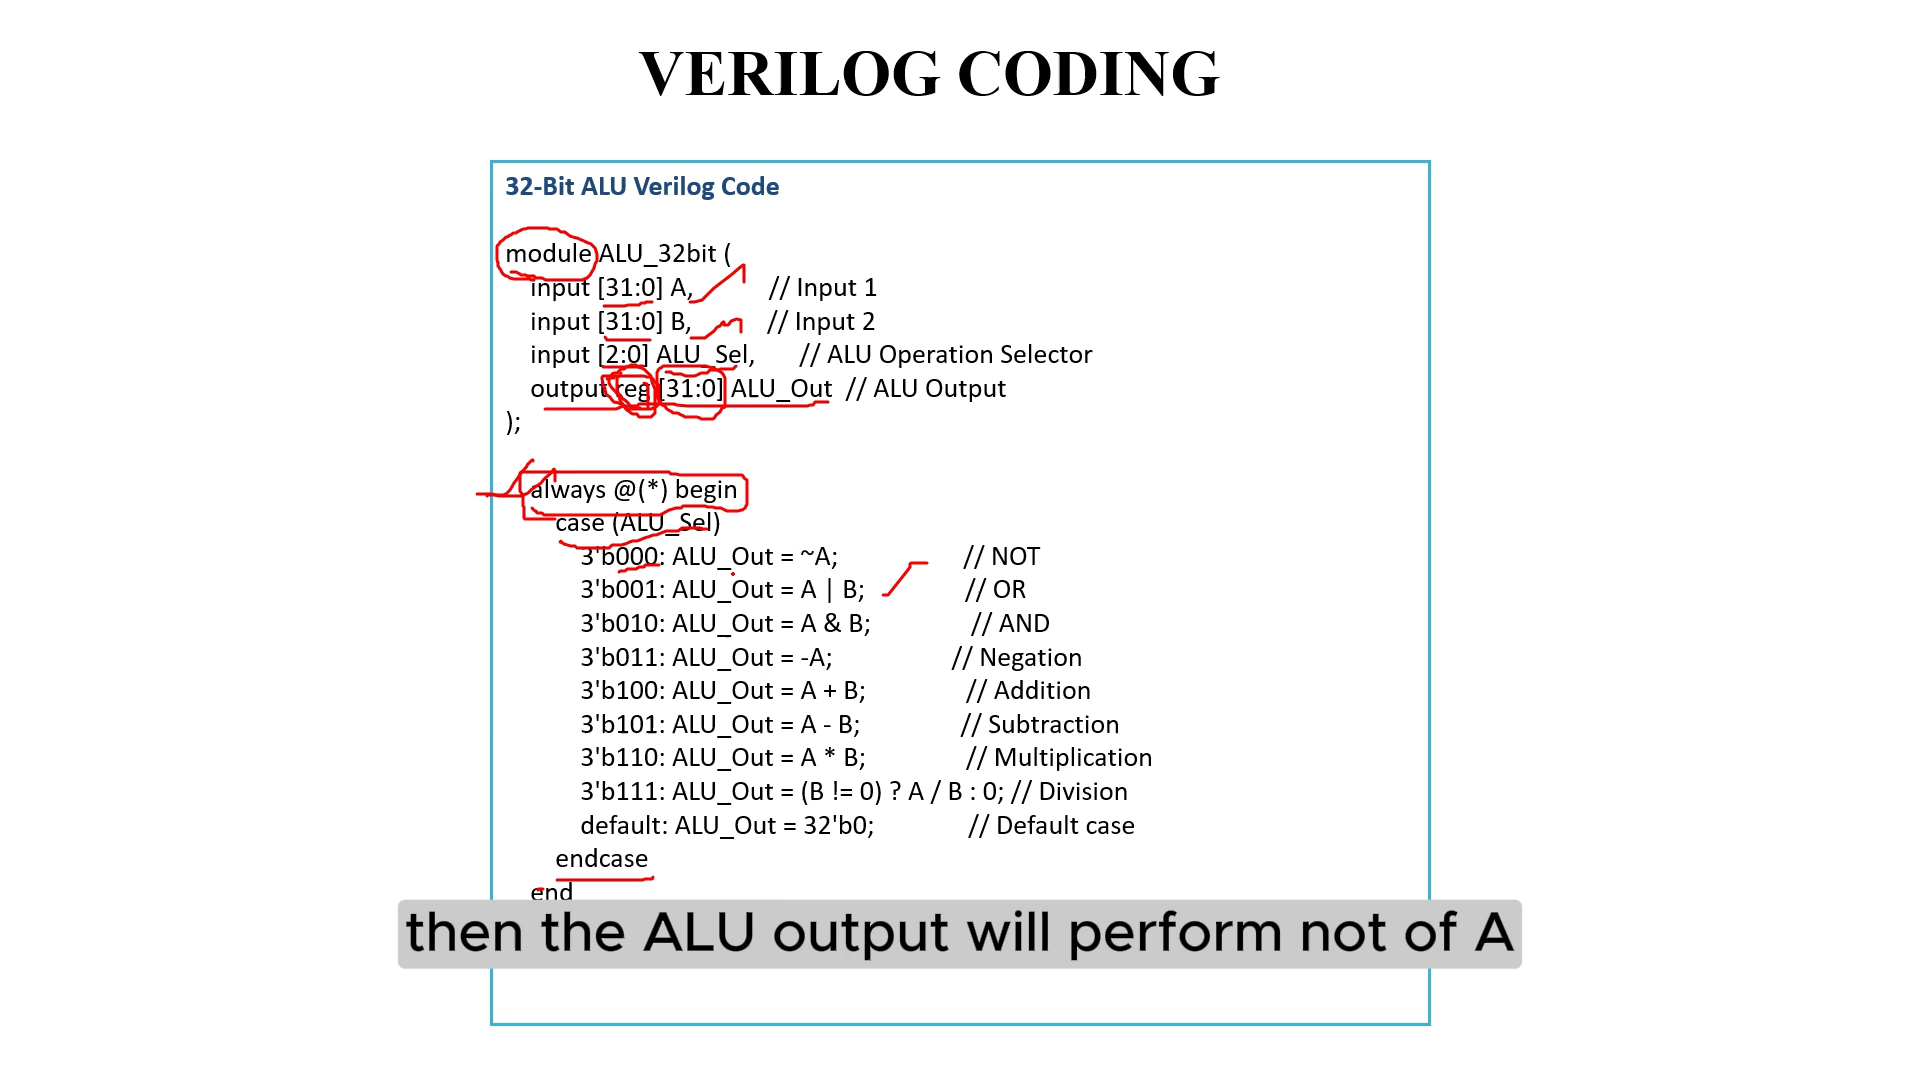 VERILOG CODING
32-Bit ALU Verilog Code
module ALU_32bit (
input [31:0] A, // Input 1
input [31:0] B, // Input 2
input [2:0] ALU_Sel, // ALU Operation Selector
output reg [31:0] ALU_Out // ALU Output
);
always @(*) begin
case (ALU_Sel)
3'b000: ALU_Out = ~A; // NOT
3'b001: ALU_Out = A | B; // OR
3'b010: ALU_Out = A & B; // AND
3'b011: ALU_Out = -A; // Negation
3'b100: ALU_Out = A + B; // Addition
3'b101: ALU_Out = A - B; // Subtraction
3'b110: ALU_Out = A * B; // Multiplication
3'b111: ALU_Out = (B != 0) ? A / B : 0; // Division
default: ALU_Out = 32'b0; // Default case
endcase
end
then the ALU output will perform not of A